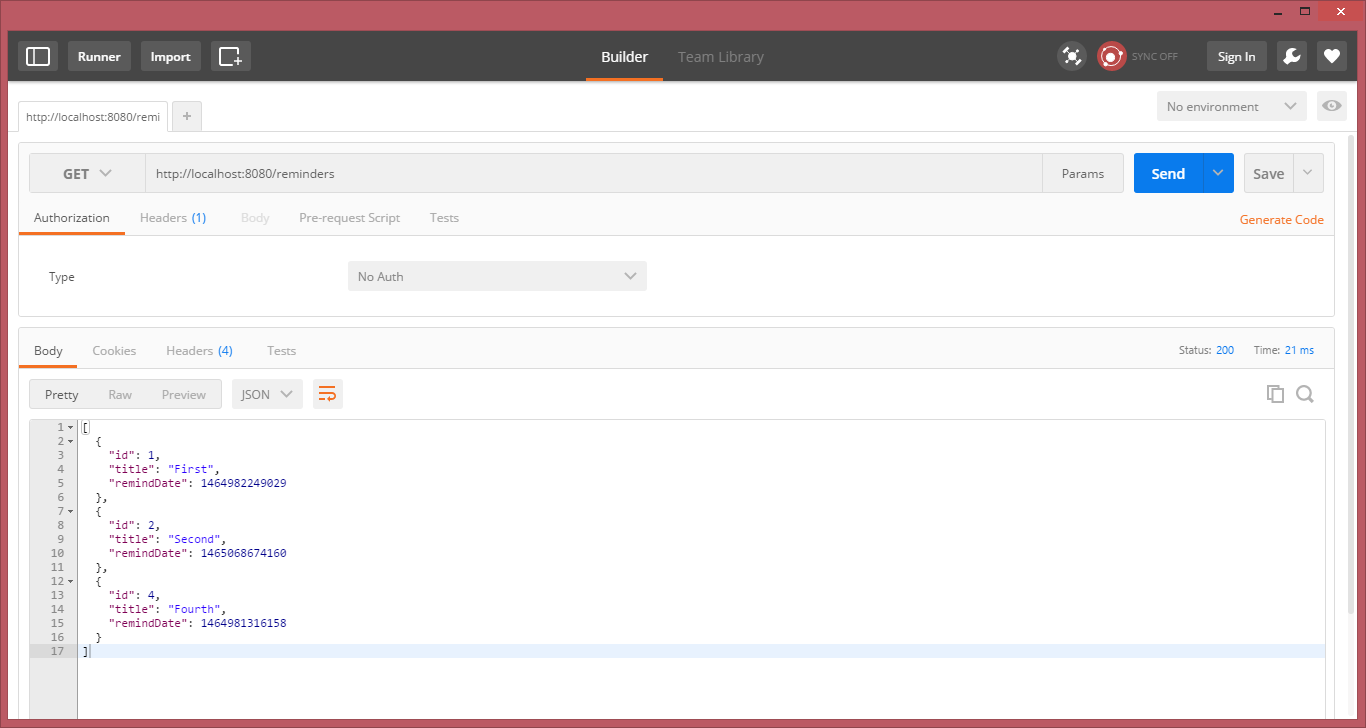 Runner Import Builder Team Library SYNC OFF Sign In
http://localhost:8080/remi + No environment
GET http://localhost:8080/reminders Params Send Save
Authorization Headers (1) Body Pre-request Script Tests Generate Code
Type No Auth
Body Cookies Headers (4) Tests Status: 200 Time: 21 ms
Pretty Raw Preview JSON
1 [
2 {
3 "id": 1,
4 "title": "First",
5 "remindDate": 1464982249029
6 },
7 {
8 "id": 2,
9 "title": "Second",
10 "remindDate": 1465068674160
11 },
12 {
13 "id": 4,
14 "title": "Fourth",
15 "remindDate": 1464981316158
16 }
17 ]